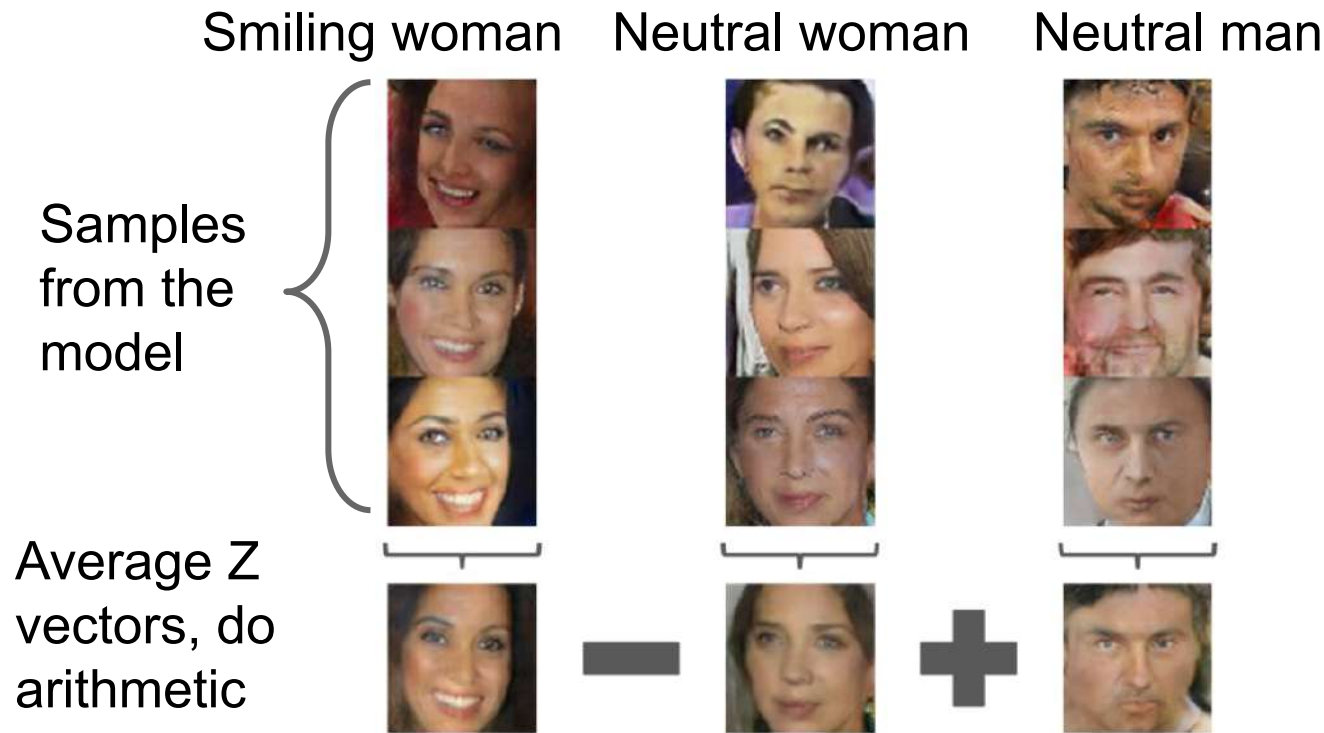 Smiling woman
Neutral woman
Neutral man
Samples
from the
model
Average Z
vectors, do
arithmetic